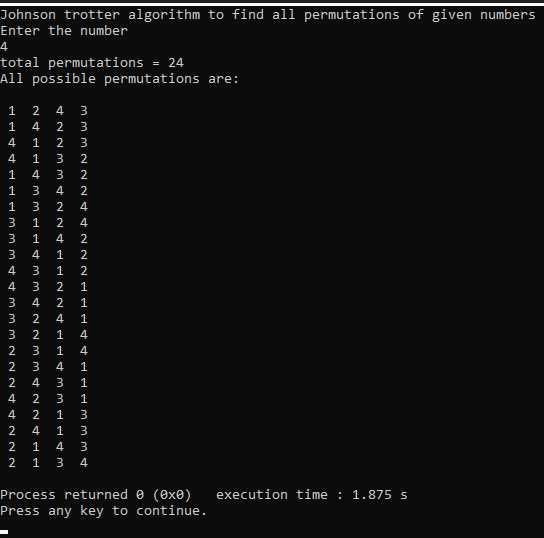 Johnson trotter algorithm to find all permutations of given numbers
Enter the number
4
total permutations = 24
All possible permutations are:
1 2 4 3
1 4 2 3
4 1 2 3
4 1 3 2
1 4 3 2
1 3 4 2
1 3 2 4
3 1 2 4
3 1 4 2
3 4 1 2
4 3 1 2
4 3 2 1
3 4 2 1
3 2 4 1
3 2 1 4
2 3 1 4
2 3 4 1
2 4 3 1
4 2 3 1
4 2 1 3
2 4 1 3
2 1 4 3
2 1 3 4
Process returned 0 (0x0)   execution time : 1.875 s
Press any key to continue.